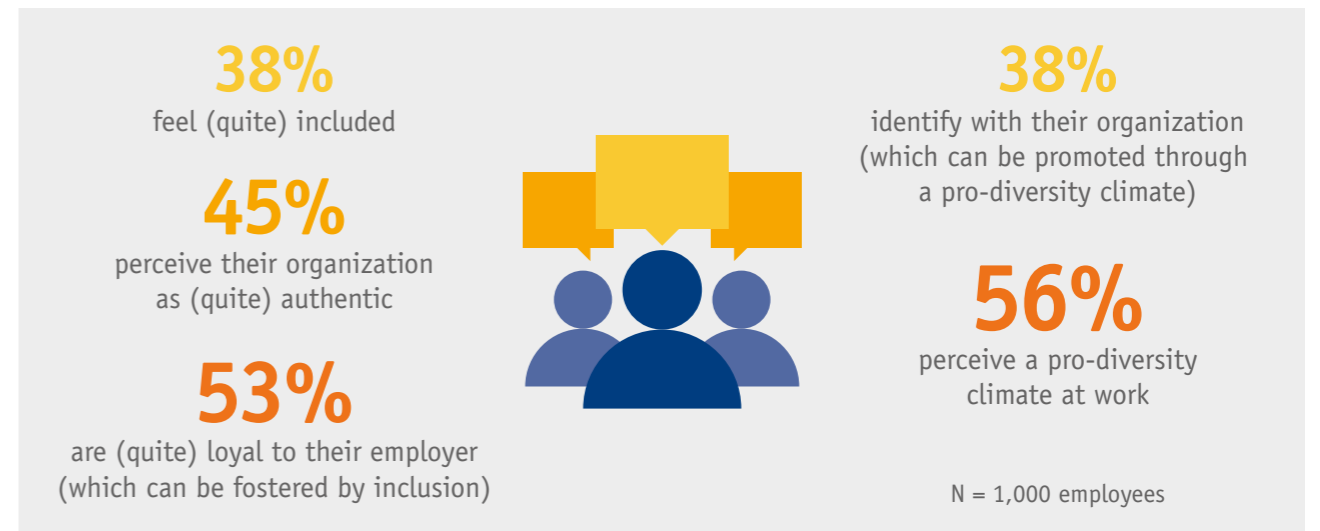 38%
feel (quite) included
45%
perceive their organization
as (quite) authentic
53%
are (quite) loyal to their employer
(which can be fostered by inclusion)
38%
identify with their organization
(which can be promoted through
a pro-diversity climate)
56%
perceive a pro-diversity
climate at work
N = 1,000 employees